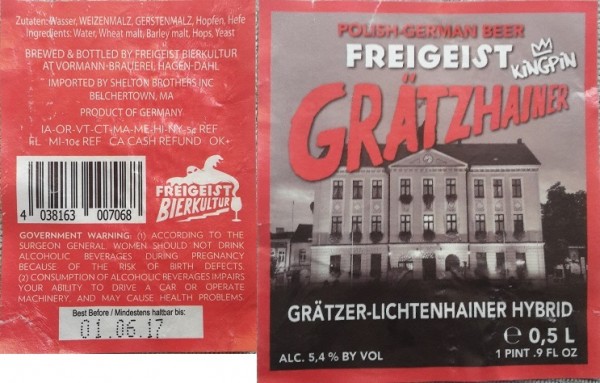 Zutaten: Wasser, WEIZENMALZ, GERSTENMALZ, Hopfen, Hefe
Ingredients: Water, Wheat malt, Barley malt, Hops, Yeast
BREWED & BOTTLED BY FREIGEIST BIERKULTUR
AT VORMANN-BRAUEREI, HAGEN-DAHL
IMPORTED BY SHELTON BROTHERS INC
BELCHERTOWN, MA
PRODUCT OF GERMANY
IA-OR-VT-CT-MA-ME-HI-NY-5¢ REF
FL MI-10¢ REF CA CASH REFUND OK+
4 038163 007068
FREIGEIST
BIERKULTUR
GOVERNMENT WARNING: (1) ACCORDING TO THE
SURGEON GENERAL, WOMEN SHOULD NOT DRINK
ALCOHOLIC BEVERAGES DURING PREGNANCY
BECAUSE OF THE RISK OF BIRTH DEFECTS.
(2) CONSUMPTION OF ALCOHOLIC BEVERAGES IMPAIRS
YOUR ABILITY TO DRIVE A CAR OR OPERATE
MACHINERY, AND MAY CAUSE HEALTH PROBLEMS.
Best Before / Mindestens haltbar bis:
01.06.17
POLISH-GERMAN BEER
FREIGEIST
KINGPIN
GRÄTZHAINER
GRÄTZER-LICHTENHAINER HYBRID
ALC. 5,4 % BY VOL
e 0,5 L
1 PINT .9 FL OZ